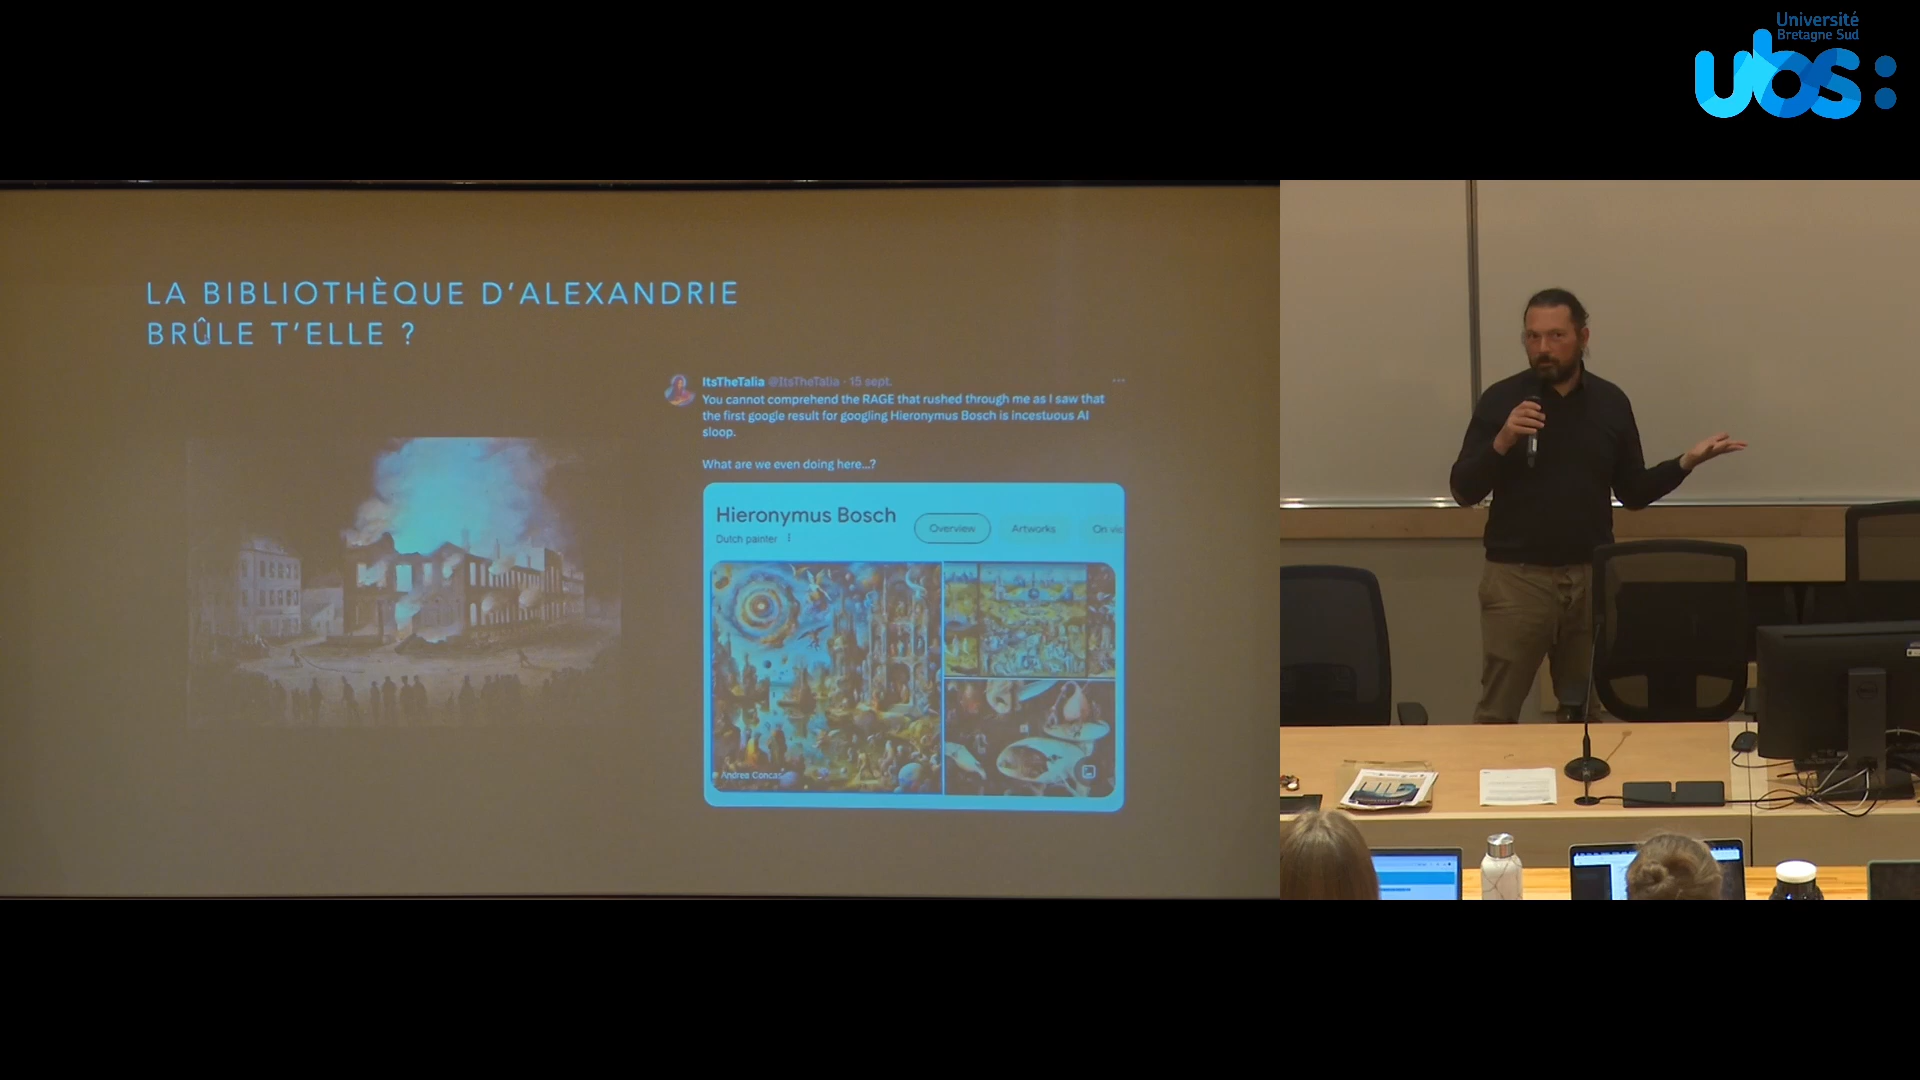 Université
Bretagne Sud
ubs:
LA BIBLIOTHÈQUE D'ALEXANDRIE
BRÛLE T'ELLE ?
ItsTheTalia @ItsTheTalia · 15 sept.
You cannot comprehend the RAGE that rushed through me as I saw that
the first google result for googling Hieronymus Bosch is incestuous AI
sloop.
What are we even doing here...?
Hieronymus Bosch
Dutch painter
Overview
Artworks
On vie
Andrea Concas